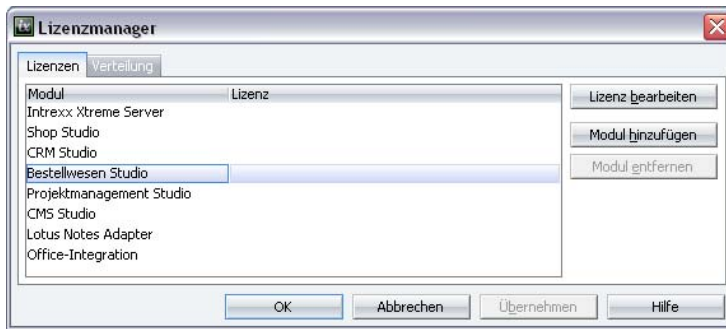 Lizenzmanager
Lizenzen Verteilung
Modul Lizenz
Intrexx Xtreme Server
Shop Studio
CRM Studio
Bestellwesen Studio
Projektmanagement Studio
CMS Studio
Lotus Notes Adapter
Office-Integration
Lizenz bearbeiten
Modul hinzufügen
Modul entfernen
OK Abbrechen Übernehmen Hilfe